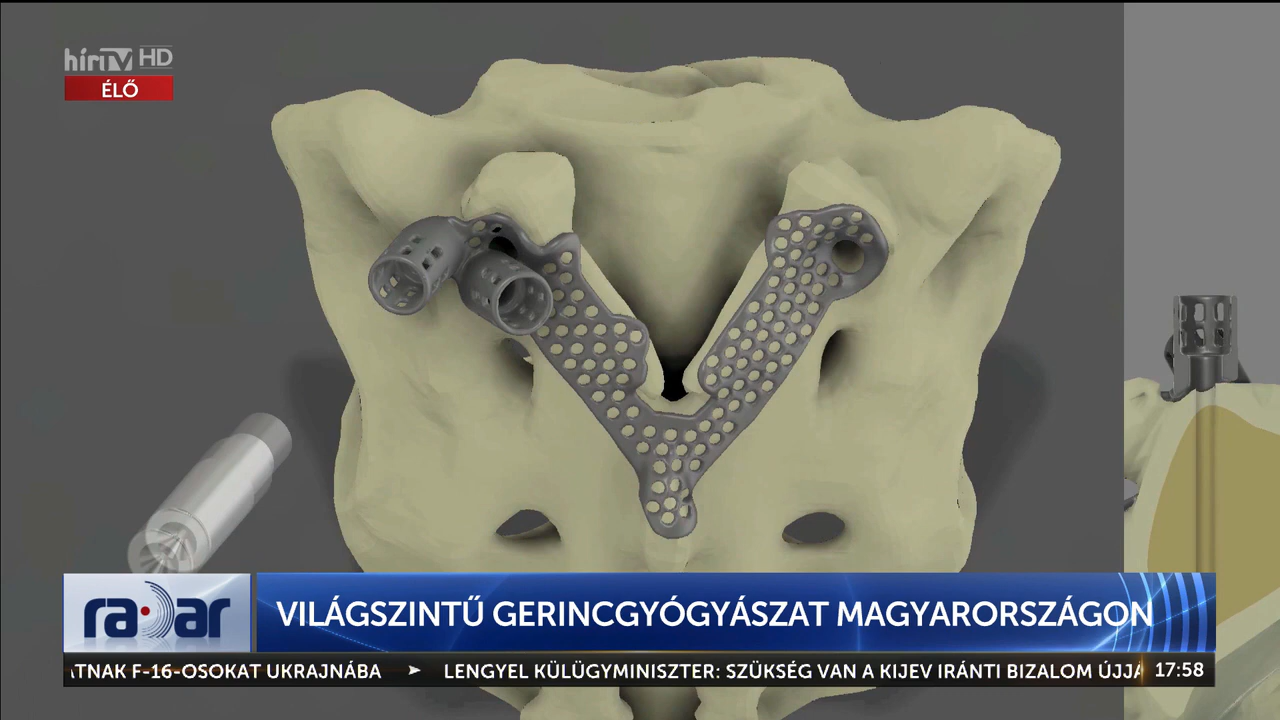 hírTV HD
ÉLŐ
radar
VILÁGSZINTŰ GERINCGYÓGYÁSZAT MAGYARORSZÁGON
ATNAK F-16-OSOKAT UKRAJNÁBA ➤ LENGYEL KÜLÜGYMINISZTER: SZÜKSÉG VAN A KIJEV IRÁNTI BIZALOM ÚJJÁ 17:58